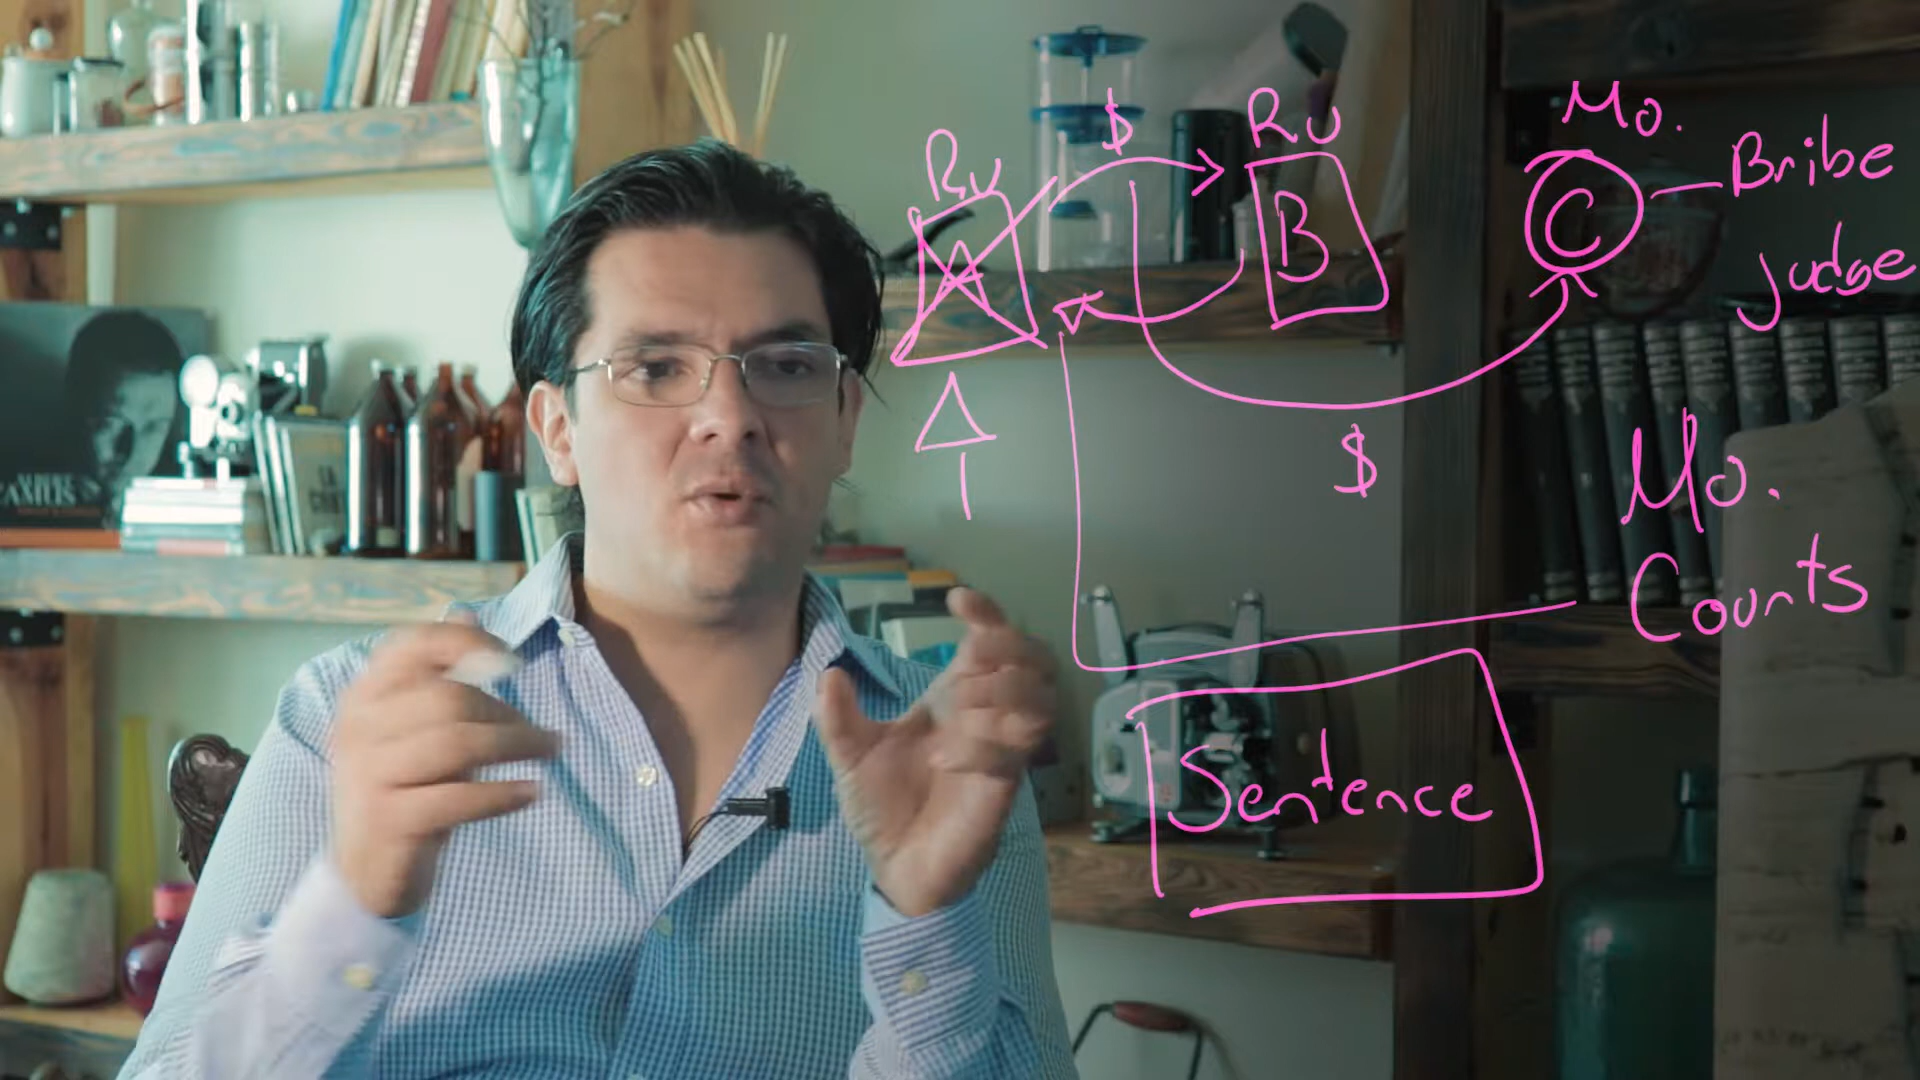 Ru
$
Ru
Mo.
A
B
C
Bribe
judge
$
Mo.
Counts
Sentence